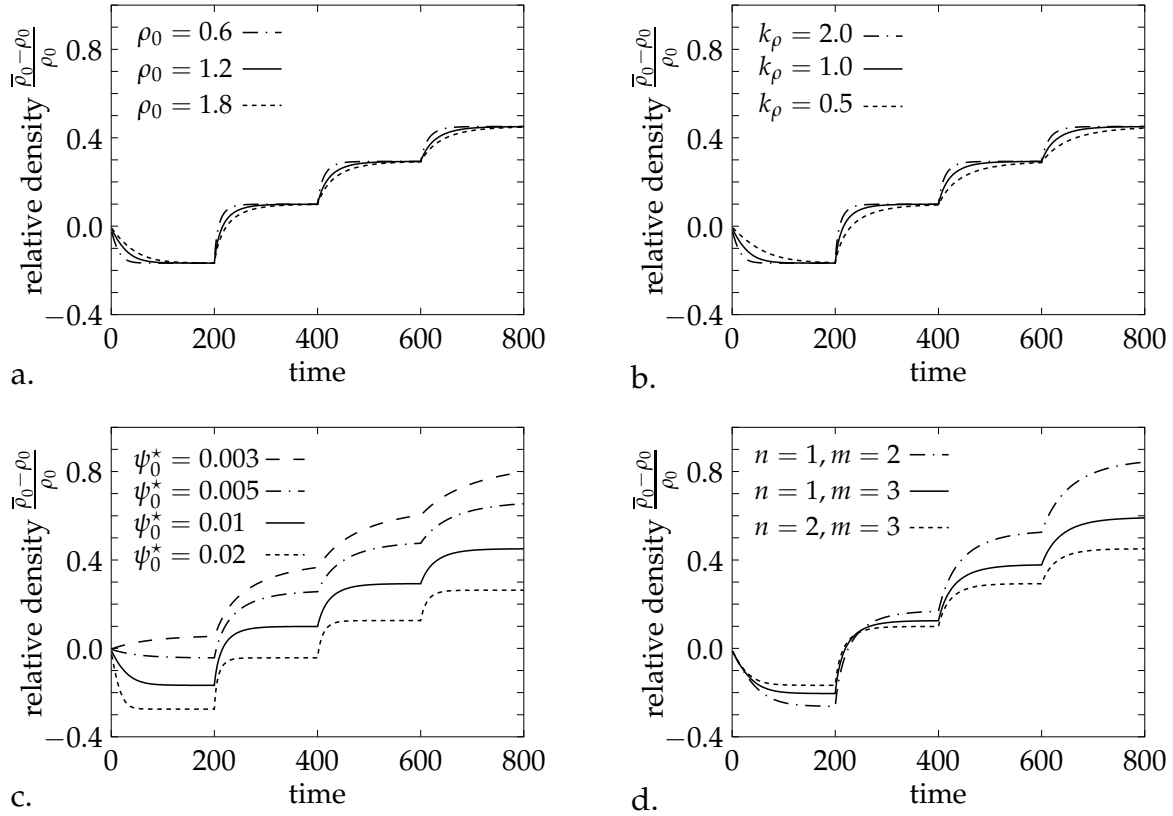 relative density ρ̅₀−ρ₀ / ρ₀
0.8
0.4
0.0
−0.4
ρ₀ = 0.6
ρ₀ = 1.2
ρ₀ = 1.8
0 200 400 600 800
time
a.
relative density ρ̅₀−ρ₀ / ρ₀
0.8
0.4
0.0
−0.4
kρ = 2.0
kρ = 1.0
kρ = 0.5
0 200 400 600 800
time
b.
relative density ρ̅₀−ρ₀ / ρ₀
0.8
0.4
0.0
−0.4
ψ₀⋆ = 0.003
ψ₀⋆ = 0.005
ψ₀⋆ = 0.01
ψ₀⋆ = 0.02
0 200 400 600 800
time
c.
relative density ρ̅₀−ρ₀ / ρ₀
0.8
0.4
0.0
−0.4
n = 1, m = 2
n = 1, m = 3
n = 2, m = 3
0 200 400 600 800
time
d.